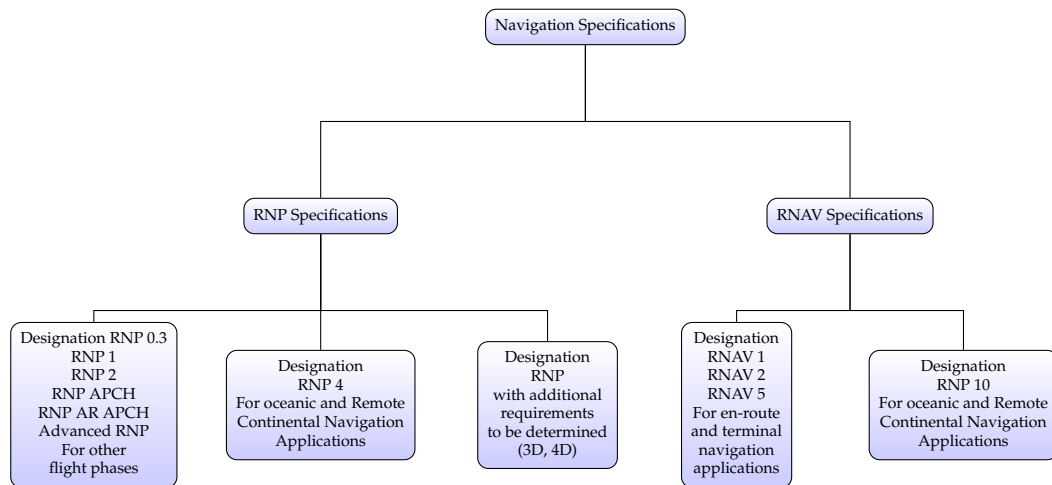 Navigation Specifications
RNP Specifications
RNAV Specifications
Designation RNP 0.3
RNP 1
RNP 2
RNP APCH
RNP AR APCH
Advanced RNP
For other
flight phases
Designation
RNP 4
For oceanic and Remote
Continental Navigation
Applications
Designation
RNP
with additional
requirements
to be determined
(3D, 4D)
Designation
RNAV 1
RNAV 2
RNAV 5
For en-route
and terminal
navigation
applications
Designation
RNP 10
For oceanic and Remote
Continental Navigation
Applications